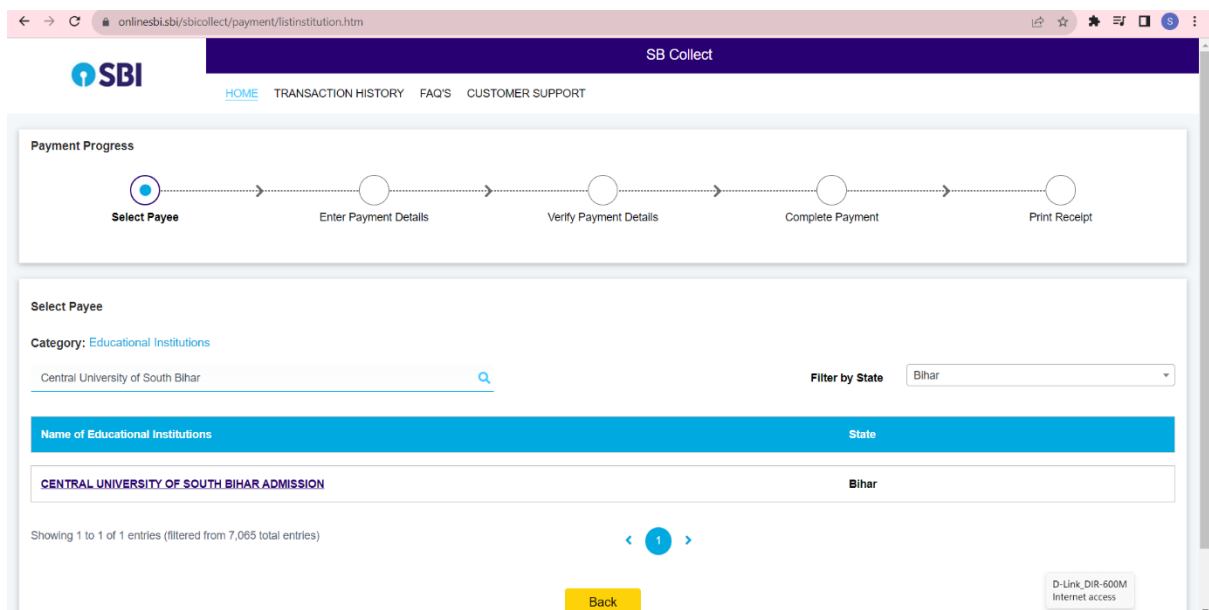 onlinesbi.sbi/sbicollect/payment/listinstitution.htm
S
SBI
SB Collect
HOME TRANSACTION HISTORY FAQ'S CUSTOMER SUPPORT
Payment Progress
Select Payee Enter Payment Details Verify Payment Details Complete Payment Print Receipt
Select Payee
Category: Educational Institutions
Central University of South Bihar Filter by State Bihar
Name of Educational Institutions State
CENTRAL UNIVERSITY OF SOUTH BIHAR ADMISSION Bihar
Showing 1 to 1 of 1 entries (filtered from 7,065 total entries) 1
Back
D-Link_DIR-600M
Internet access